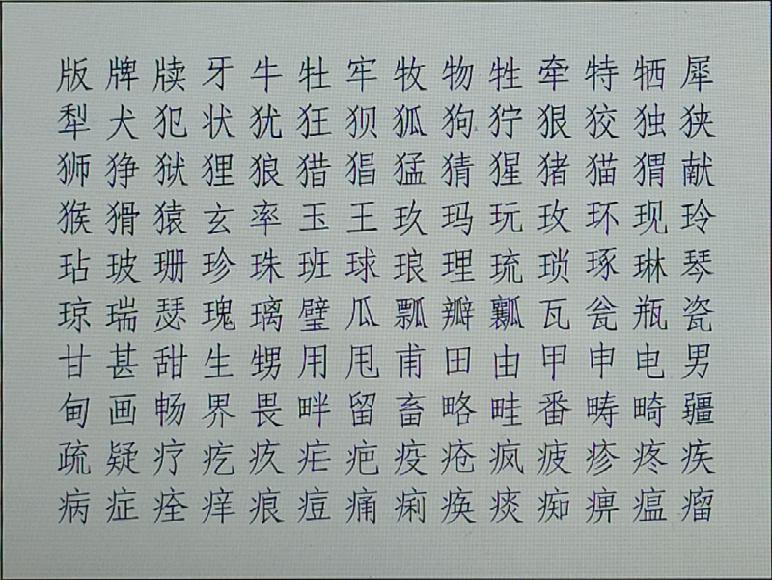 版牌牍牙牛牡牢牧物牲牵特牺犀
犁犬犯状犹狂狈狐狗狞狠狡独狭
狮狰狱狸狼猎猖猛猜猩猪猫猬献
猴猾猿玄率玉王玖玛玩玫环现玲
玷玻珊珍珠班球琅理琉琐琢琳琴
琼瑞瑟瑰璃璧瓜瓢瓣瓤瓦瓮瓶瓷
甘甚甜生甥用甩甫田由甲申电男
甸画畅界畏畔留畜略畦番畴畸疆
疏疑疗疙疚疟疤疫疮疯疲疹疼疾
病症痊痒痕痘痛痢痪痰痴痹瘟瘤